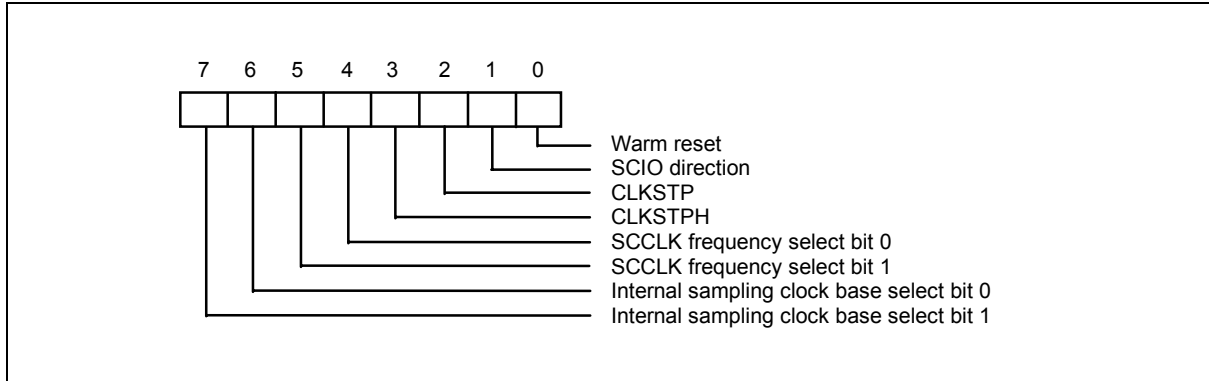 7 6 5 4 3 2 1 0
Warm reset
SCIO direction
CLKSTP
CLKSTPH
SCCLK frequency select bit 0
SCCLK frequency select bit 1
Internal sampling clock base select bit 0
Internal sampling clock base select bit 1